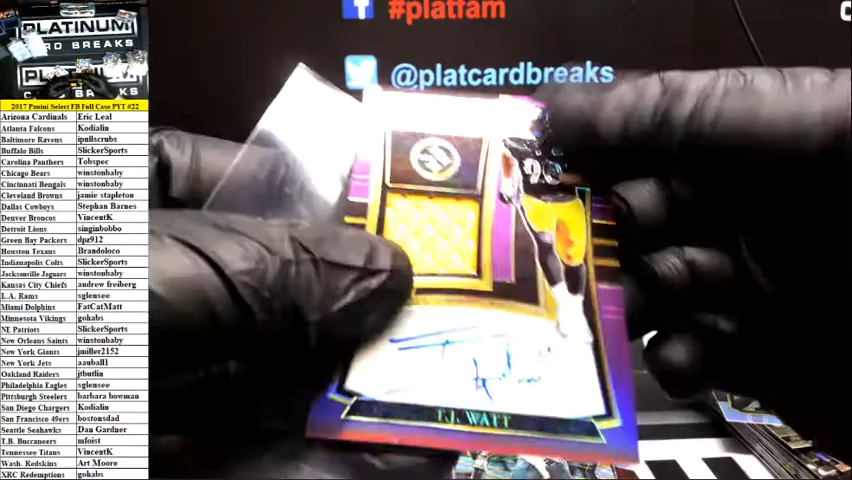 PLATINUM
CARD BREAKS
PLATINUM
2017 Panini Select FB Full Case PYT #22
Arizona Cardinals Eric Leal
Atlanta Falcons Kodialin
Baltimore Ravens ipullscrubs
Buffalo Bills SlickerSports
Carolina Panthers Tobspec
Chicago Bears winstonbaby
Cincinnati Bengals winstonbaby
Cleveland Browns jamie stapleton
Dallas Cowboys Stephan Barnes
Denver Broncos VincentK
Detroit Lions singinbobbo
Green Bay Packers dpz912
Houston Texans Brandoloco
Indianapolis Colts SlickerSports
Jacksonville Jaguars winstonbaby
Kansas City Chiefs andrew freiberg
L.A. Rams sglensee
Miami Dolphins FatCatMatt
Minnesota Vikings gohabs
NE Patriots SlickerSports
New Orleans Saints winstonbaby
New York Giants jmiller2152
New York Jets aauball1
Oakland Raiders jtbutlin
Philadelphia Eagles sglensee
Pittsburgh Steelers barbara bowman
San Diego Chargers Kodialin
San Francisco 49ers bostonsdad
Seattle Seahawks Dan Gardner
T.B. Buccaneers mfoist
Tennessee Titans VincentK
Wash. Redskins Art Moore
XRC Redemptions gohabs
#platfam
@platcardbreaks
T.J. WATT